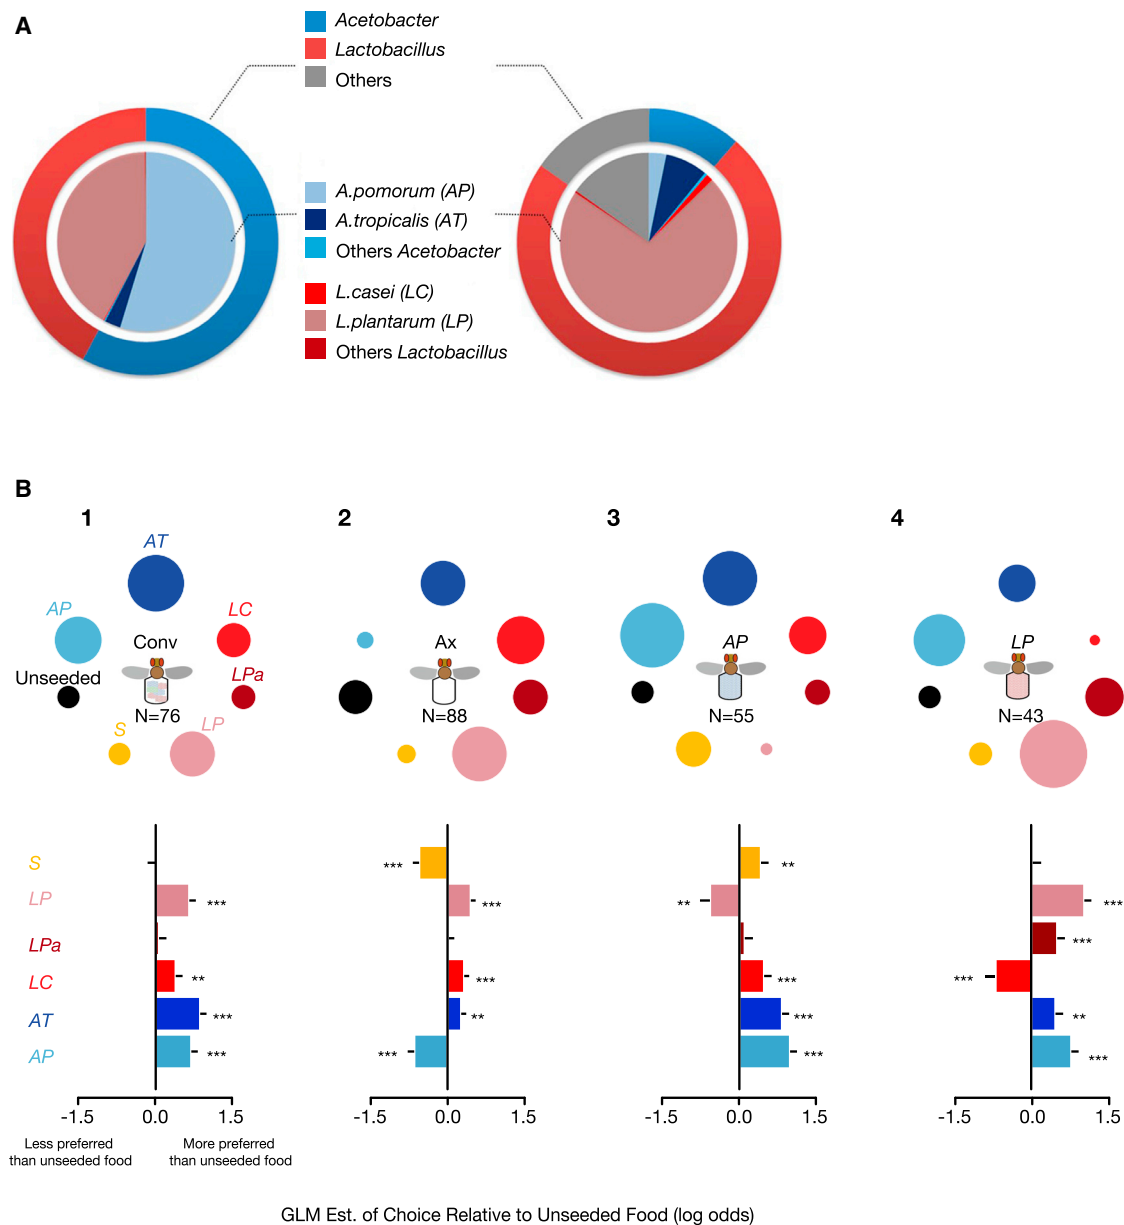 A
Acetobacter
Lactobacillus
Others
A.pomorum (AP)
A.tropicalis (AT)
Others Acetobacter
L.casei (LC)
L.plantarum (LP)
Others Lactobacillus
B
1
2
3
4
AT
AP
LC
Conv
Ax
AP
LP
Unseeded
LPa
N=76
N=88
N=55
N=43
S
LP
S
***
**
LP
***
***
**
***
LPa
***
LC
**
***
***
***
AT
***
**
***
**
AP
***
***
***
***
-1.5 0.0 1.5
-1.5 0.0 1.5
-1.5 0.0 1.5
-1.5 0.0 1.5
Less preferred
than unseeded food
More preferred
than unseeded food
GLM Est. of Choice Relative to Unseeded Food (log odds)